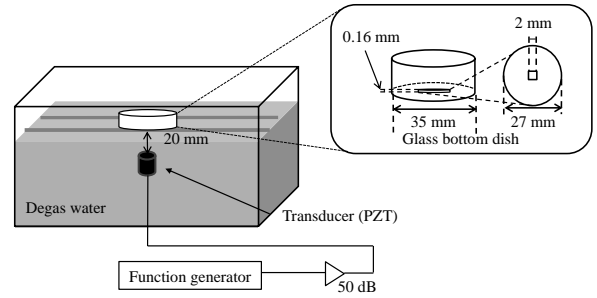 2 mm
0.16 mm
35 mm
27 mm
Glass bottom dish
20 mm
Degas water
Transducer (PZT)
Function generator
50 dB